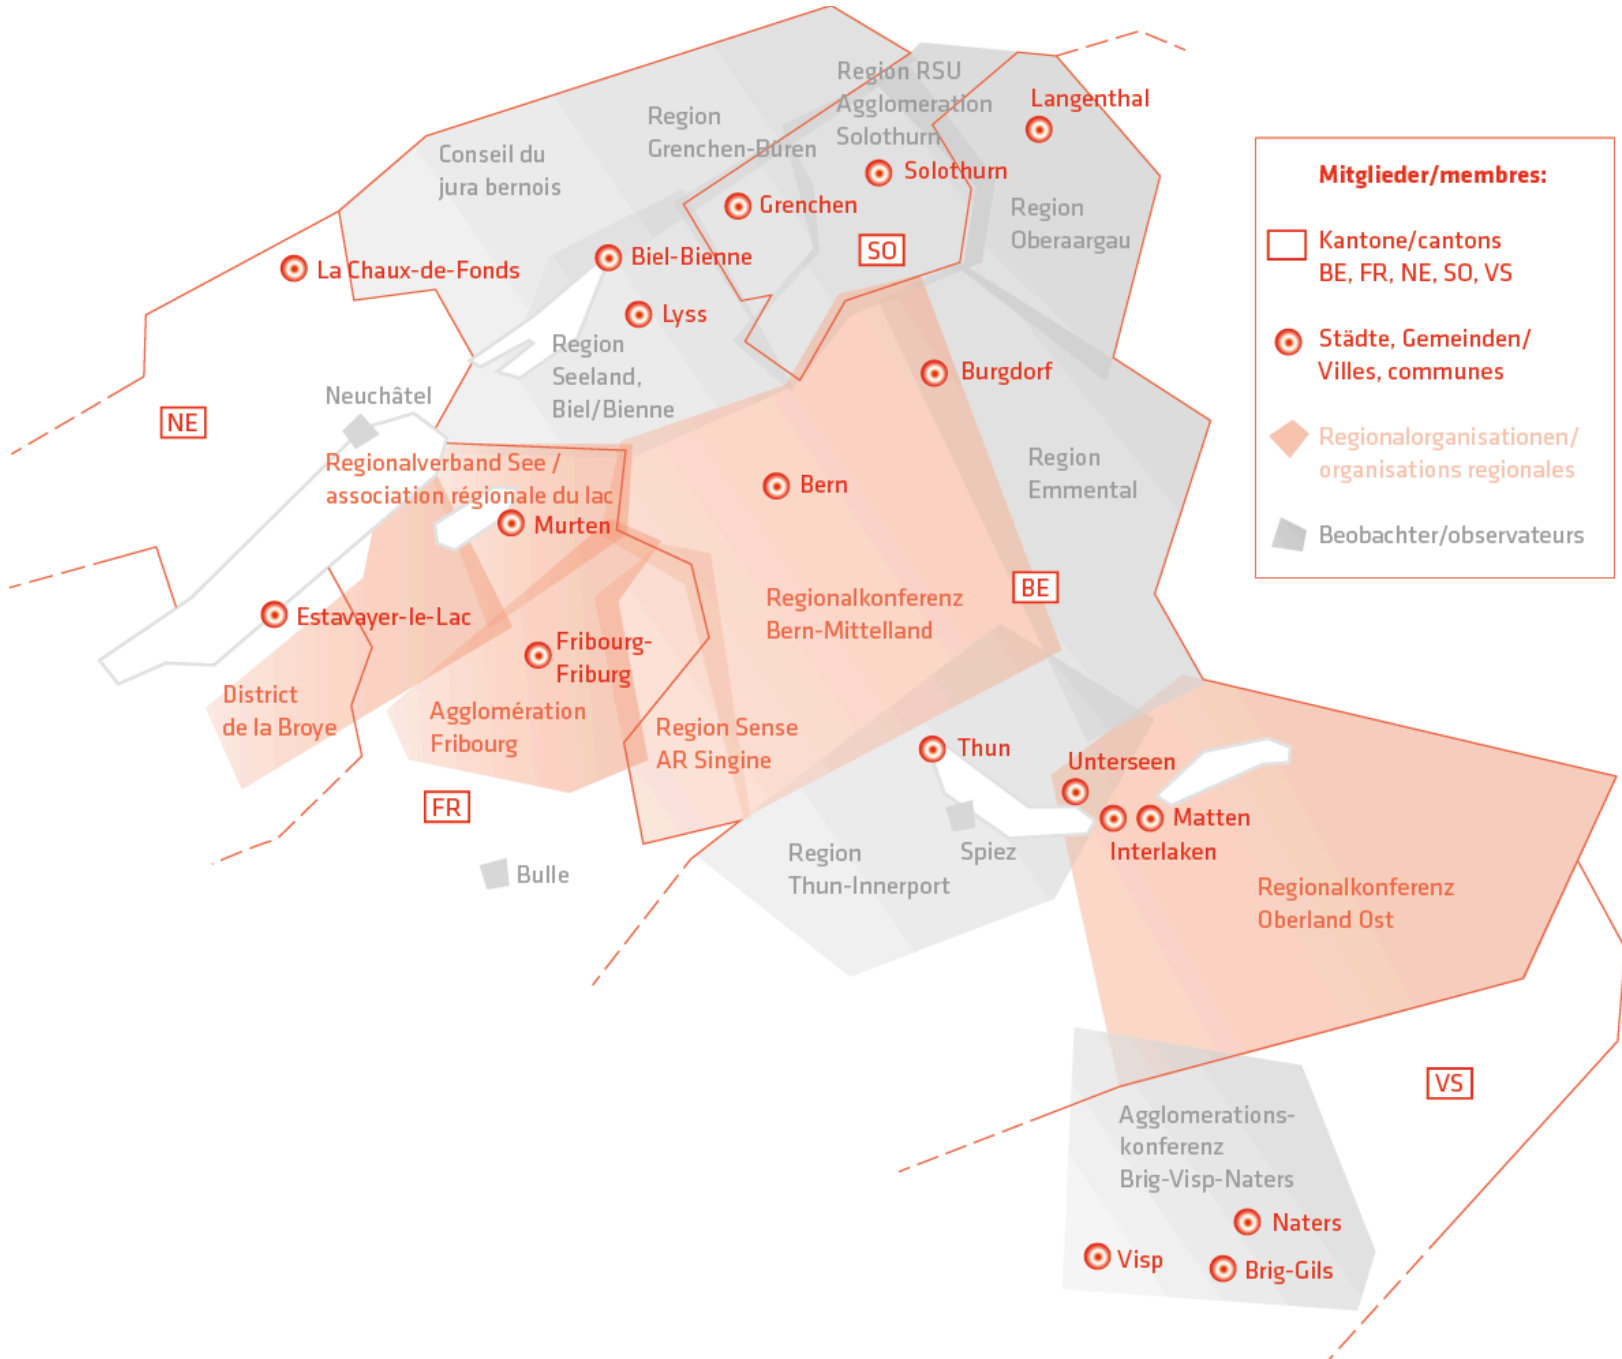 Region RSU
Agglomeration
Solothurn
Langenthal
Region
Grenchen-Büren
Conseil du
jura bernois
Solothurn
Grenchen
Region
Oberaargau
SO
Biel-Bienne
La Chaux-de-Fonds
Lyss
Region
Seeland,
Biel/Bienne
Burgdorf
Neuchâtel
NE
Regionalverband See /
association régionale du lac
Murten
Bern
Region
Emmental
BE
Regionalkonferenz
Bern-Mittelland
Estavayer-le-Lac
Fribourg-
Friburg
District
de la Broye
Agglomération
Fribourg
Region Sense
AR Singine
FR
Bulle
Thun
Unterseen
Matten
Interlaken
Spiez
Region
Thun-Innerport
Regionalkonferenz
Oberland Ost
VS
Agglomerations-
konferenz
Brig-Visp-Naters
Naters
Visp
Brig-Gils
Mitglieder/membres:
Kantone/cantons
BE, FR, NE, SO, VS
Städte, Gemeinden/
Villes, communes
Regionalorganisationen/
organisations regionales
Beobachter/observateurs